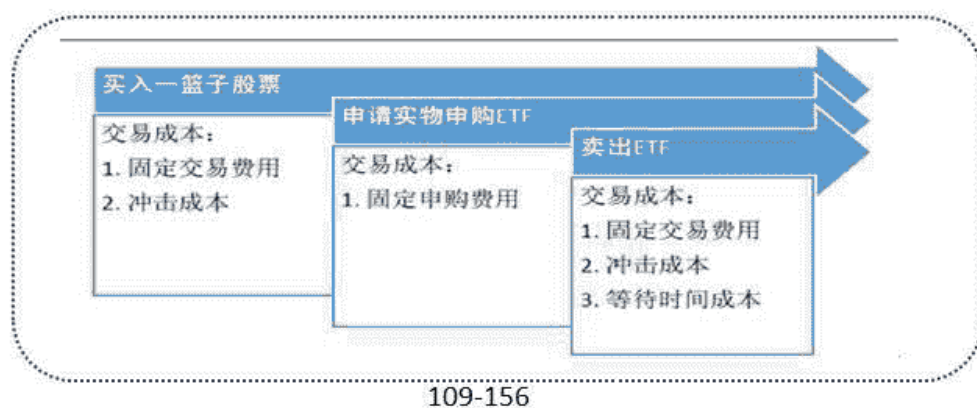 买入一篮子股票
交易成本：
1. 固定交易费用
2. 冲击成本
申请实物申购ETF
交易成本：
1. 固定申购费用
卖出ETF
交易成本：
1. 固定交易费用
2. 冲击成本
3. 等待时间成本
109-156